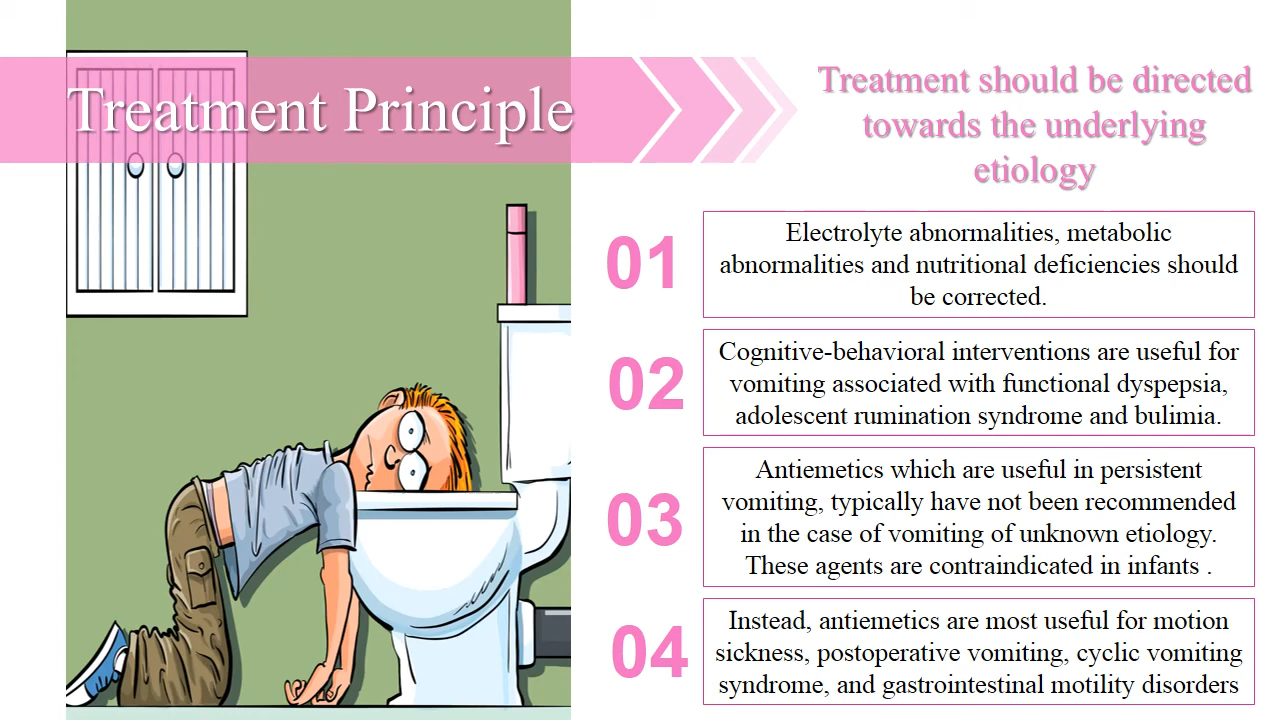 Treatment Principle
Treatment should be directed
towards the underlying
etiology
01
Electrolyte abnormalities, metabolic
abnormalities and nutritional deficiencies should
be corrected.
02
Cognitive-behavioral interventions are useful for
vomiting associated with functional dyspepsia,
adolescent rumination syndrome and bulimia.
03
Antiemetics which are useful in persistent
vomiting, typically have not been recommended
in the case of vomiting of unknown etiology.
These agents are contraindicated in infants .
04
Instead, antiemetics are most useful for motion
sickness, postoperative vomiting, cyclic vomiting
syndrome, and gastrointestinal motility disorders